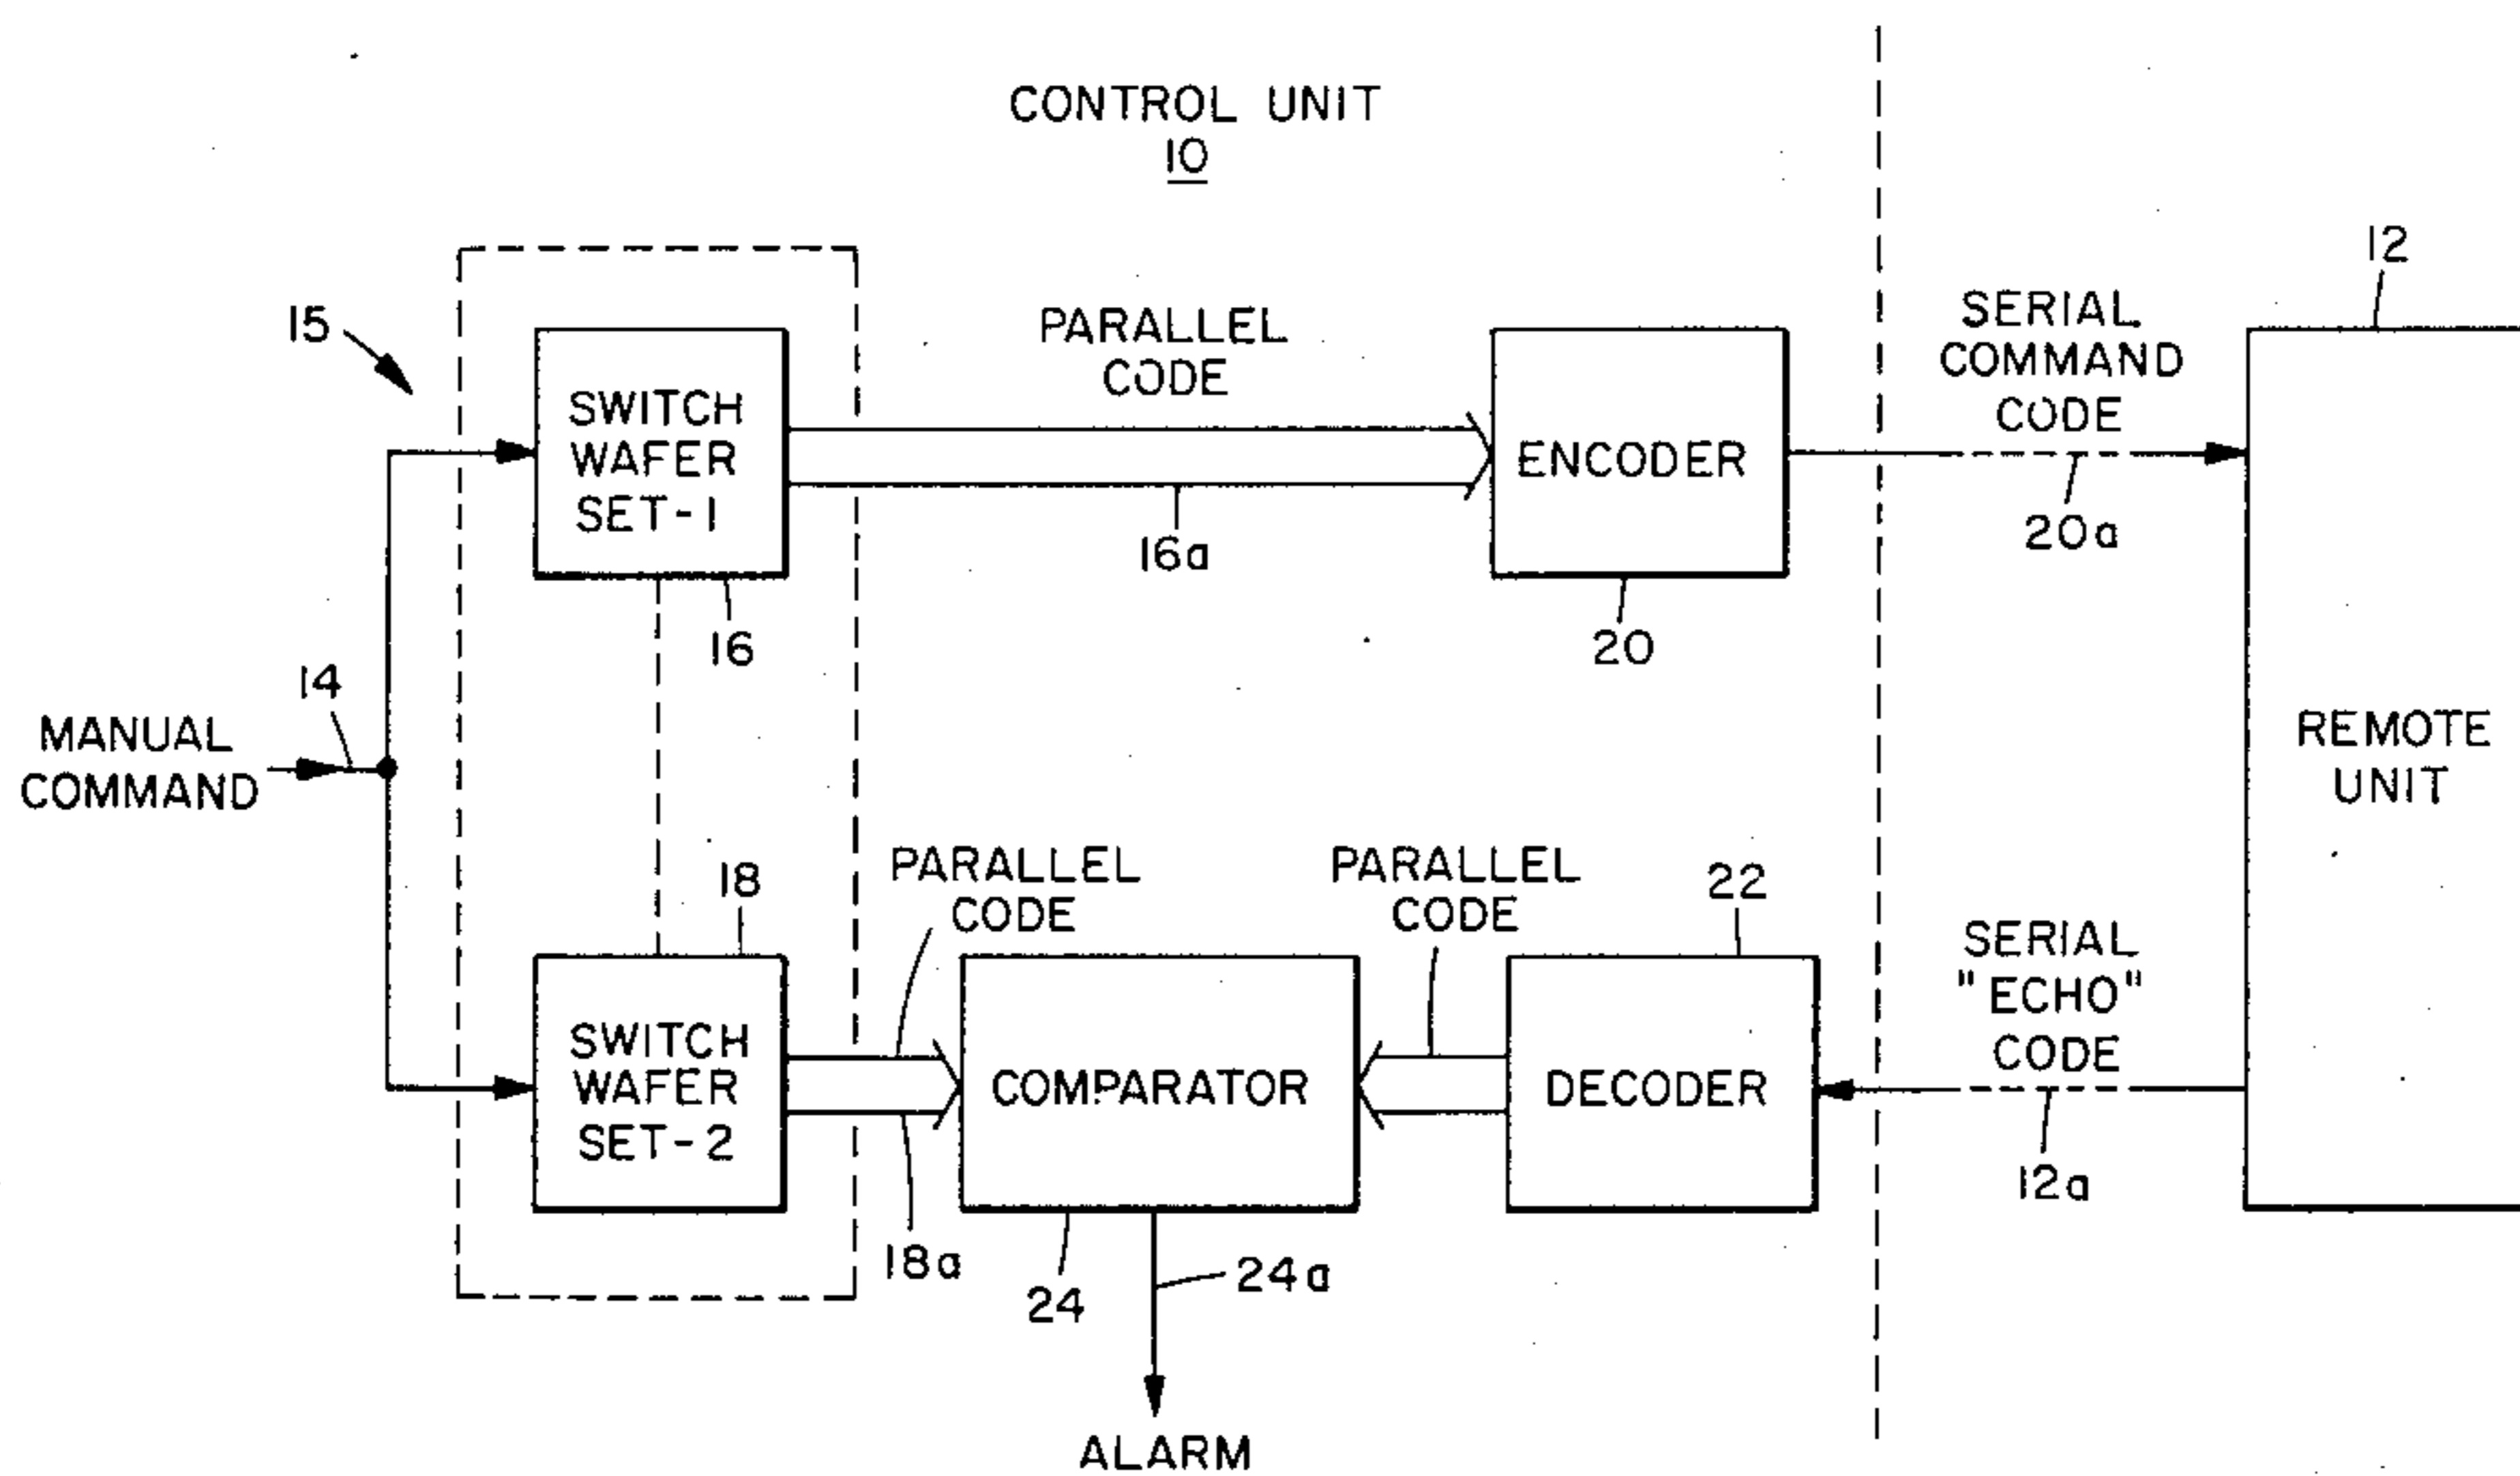 CONTROL UNIT
10
15
SWITCH
WAFER
SET-1
16
PARALLEL
CODE
16a
ENCODER
20
SERIAL
COMMAND
CODE
20a
12
REMOTE
UNIT
14
MANUAL
COMMAND
18
SWITCH
WAFER
SET-2
PARALLEL
CODE
18a
COMPARATOR
24
24a
ALARM
PARALLEL
CODE
22
DECODER
SERIAL
"ECHO"
CODE
12a